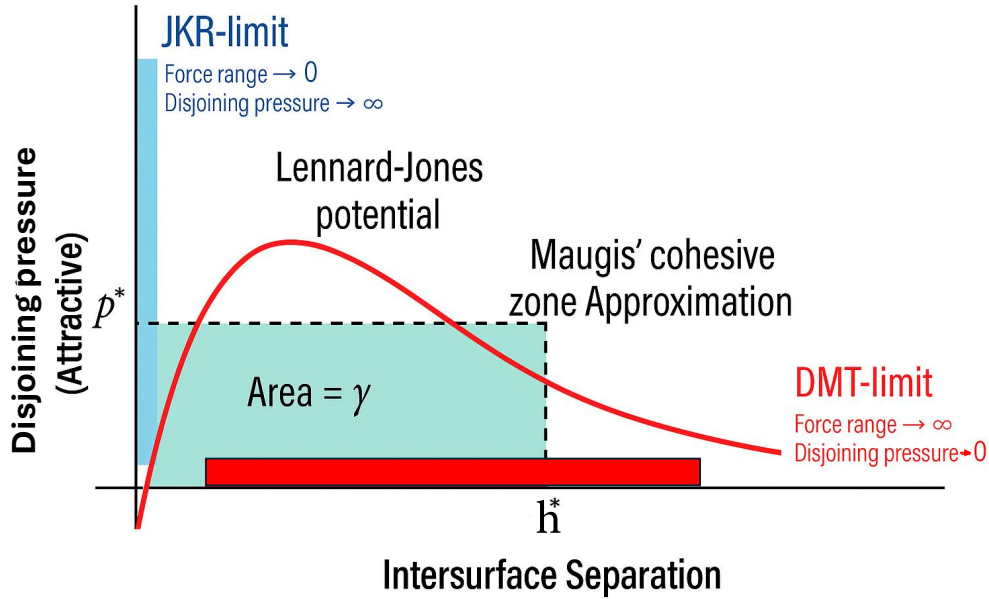 JKR-limit
Force range → 0
Disjoining pressure → ∞
Lennard-Jones
potential
Maugis' cohesive
zone Approximation
Disjoining pressure
(Attractive)
p*
Area = γ
DMT-limit
Force range → ∞
Disjoining pressure→0
h*
Intersurface Separation